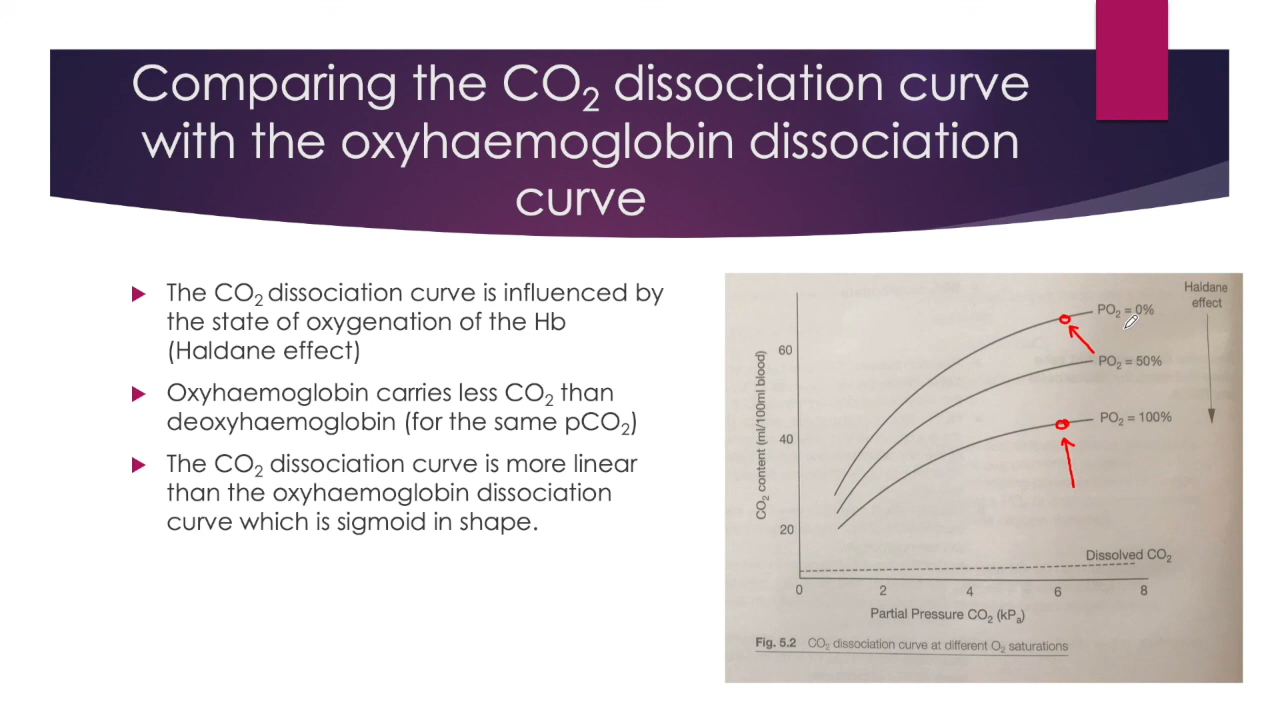 Comparing the CO₂ dissociation curve
with the oxyhaemoglobin dissociation
curve
The CO₂ dissociation curve is influenced by
the state of oxygenation of the Hb
(Haldane effect)
Oxyhaemoglobin carries less CO₂ than
deoxyhaemoglobin (for the same pCO₂)
The CO₂ dissociation curve is more linear
than the oxyhaemoglobin dissociation
curve which is sigmoid in shape.
Haldane
effect
PO₂ = 0%
PO₂ = 50%
PO₂ = 100%
CO₂ content (ml/100ml blood)
60
40
20
Dissolved CO₂
0 2 4 6 8
Partial Pressure CO₂ (kPₐ)
Fig. 5.2 CO₂ dissociation curve at different O₂ saturations